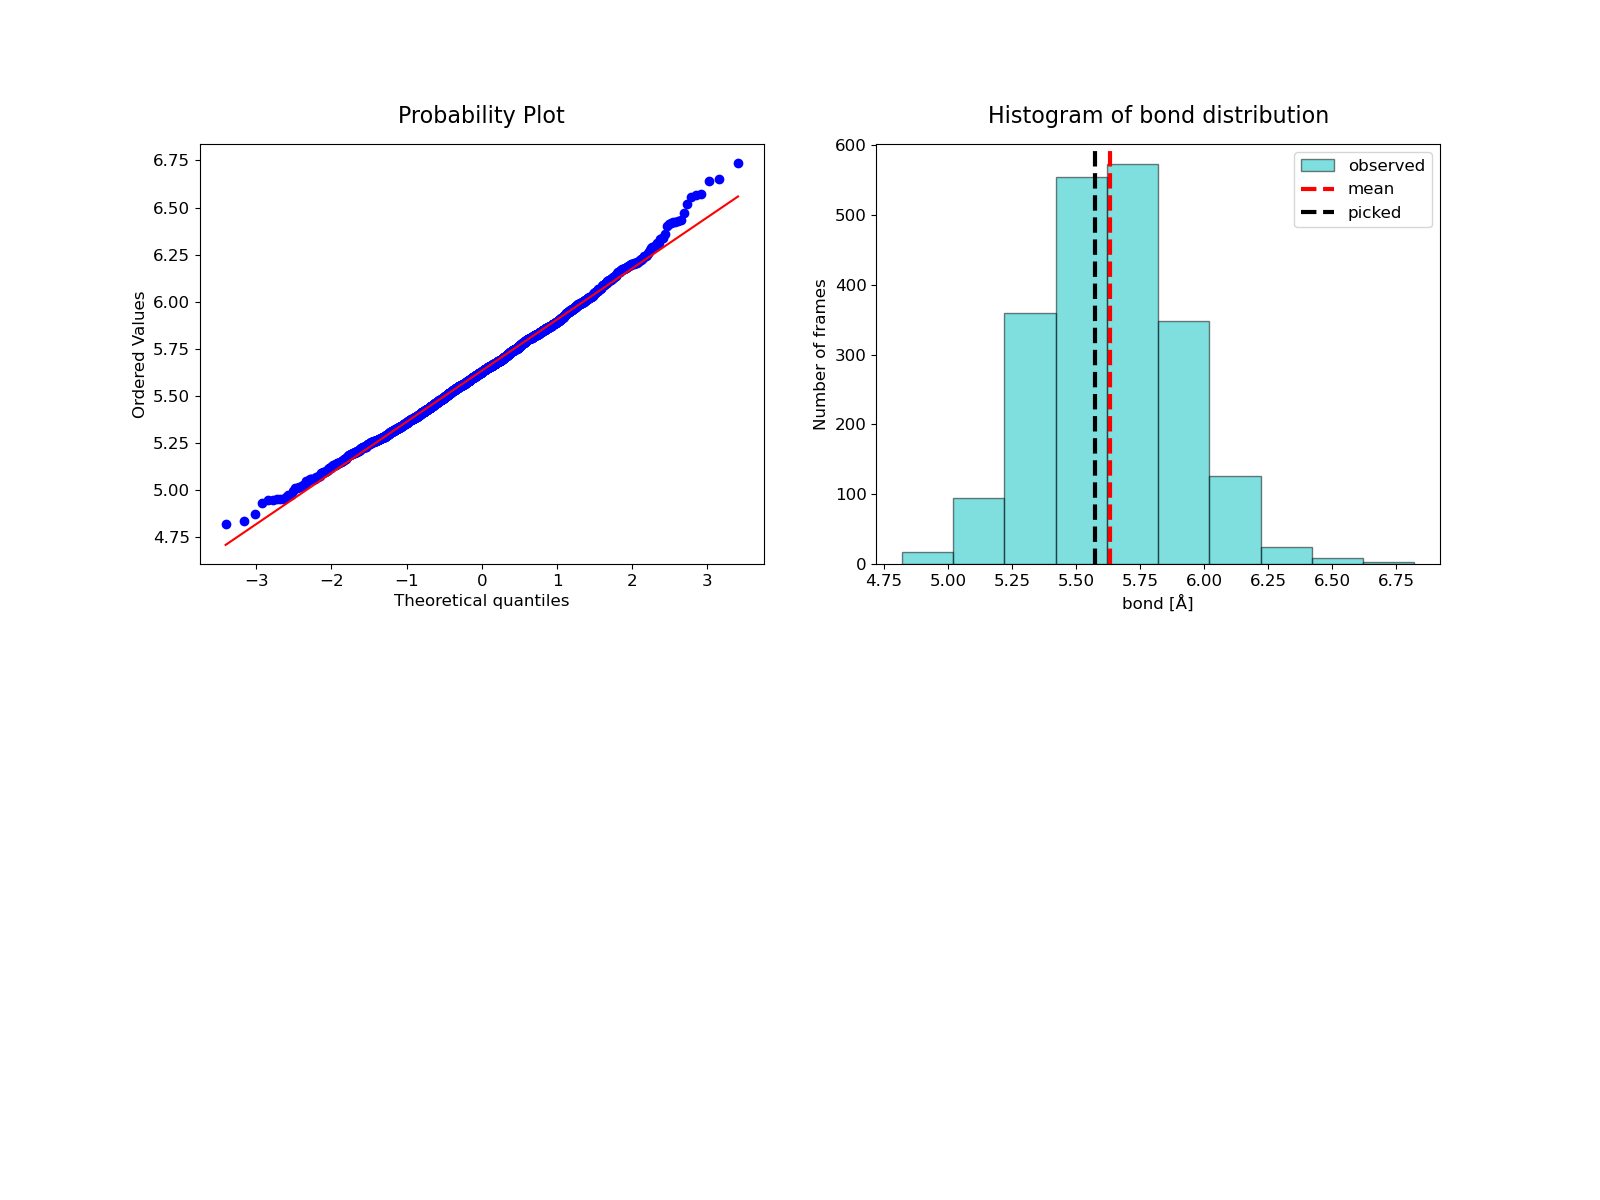 Probability Plot
6.75
6.50
6.25
6.00
5.75
5.50
5.25
5.00
4.75
Ordered Values
−3 −2 −1 0 1 2 3
Theoretical quantiles
Histogram of bond distribution
600
500
400
300
200
100
0
Number of frames
observed
mean
picked
4.75 5.00 5.25 5.50 5.75 6.00 6.25 6.50 6.75
bond [Å]